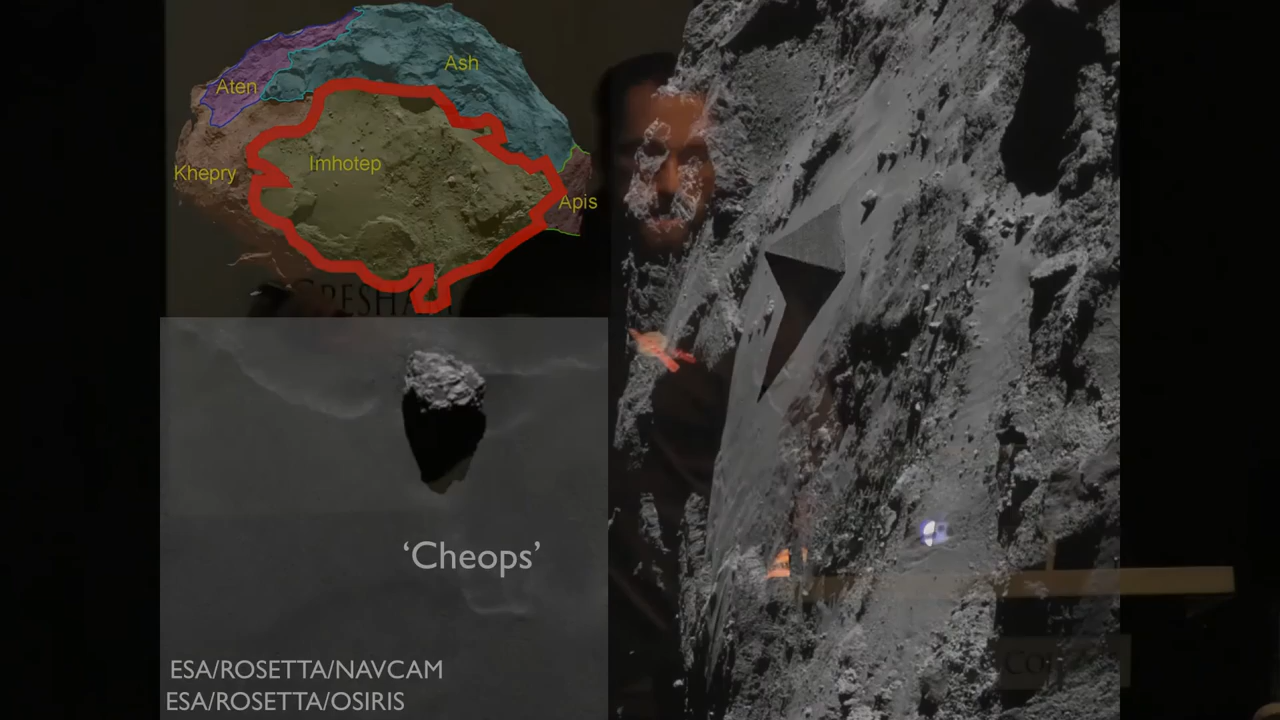 Ash
Aten
Imhotep
Khepry
Apis
‘Cheops’
ESA/ROSETTA/NAVCAM
ESA/ROSETTA/OSIRIS